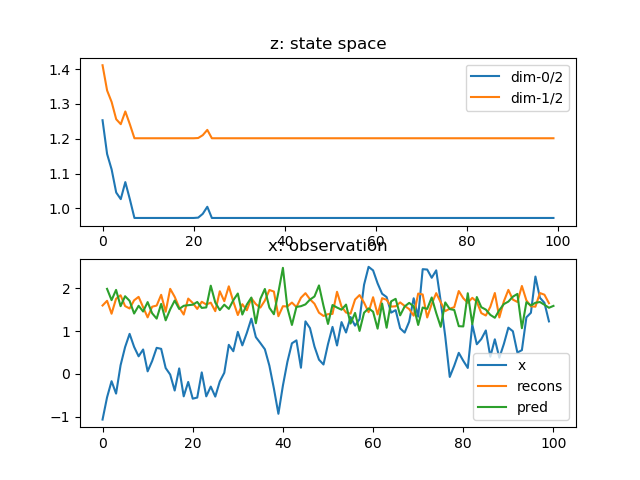 z: state space
1.4
1.3
1.2
1.1
1.0
dim-0/2
dim-1/2
0 20 40 60 80 100
x: observation
2
1
0
−1
x
recons
pred
0 20 40 60 80 100